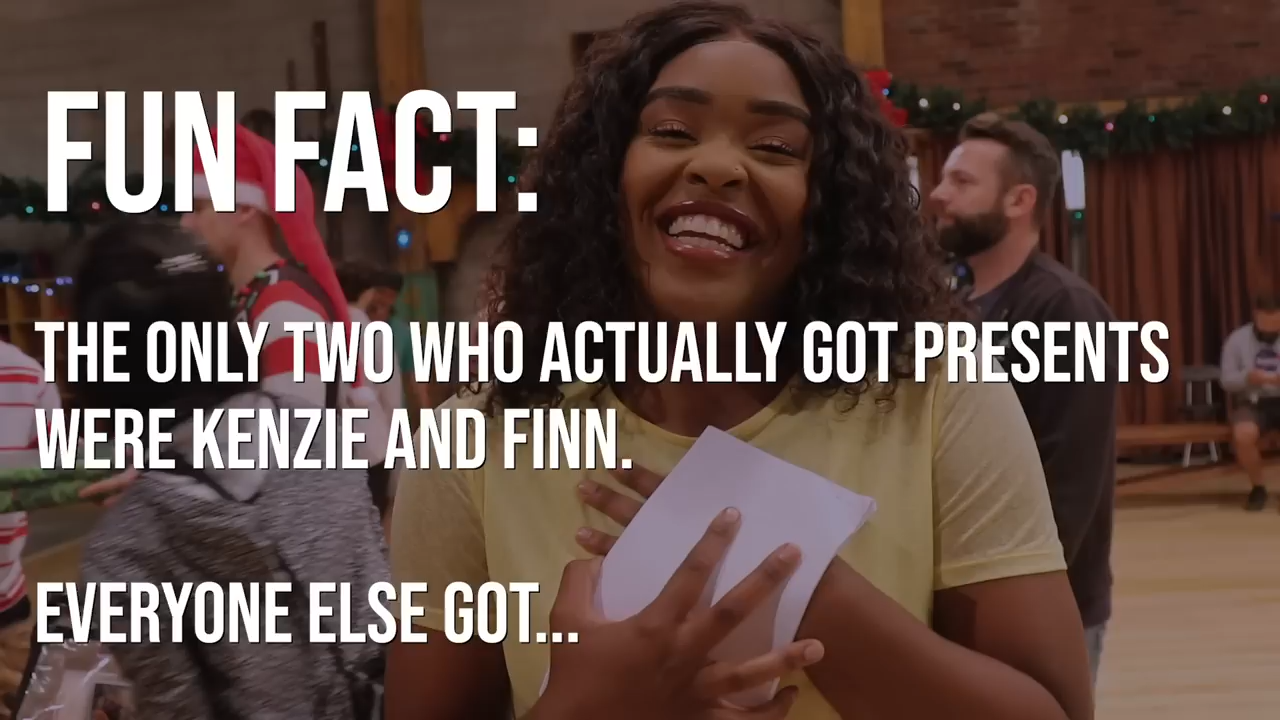 FUN FACT:
THE ONLY TWO WHO ACTUALLY GOT PRESENTS
WERE KENZIE AND FINN.
EVERYONE ELSE GOT...